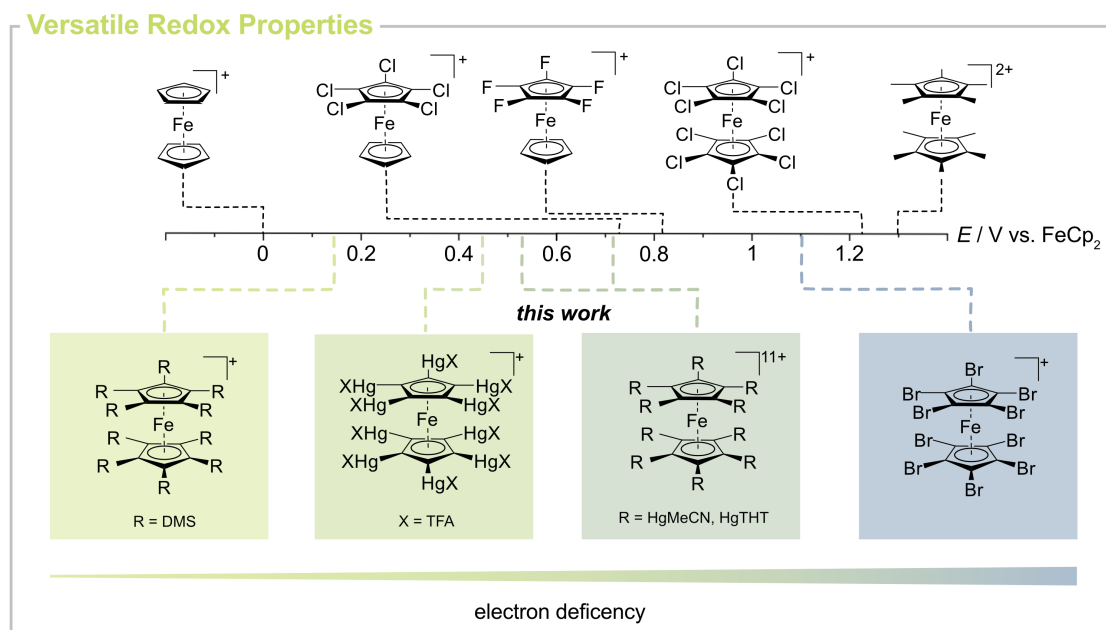 Versatile Redox Properties
+
Fe
+
Cl
Cl
Cl
Cl
Cl
Fe
+
F
F
F
F
F
Fe
+
Cl
Cl
Cl
Cl
Cl
Fe
Cl
Cl
Cl
Cl
Cl
2+
Fe
0
0.2
0.4
0.6
0.8
1.0
1.2
E / V vs. FeCp2
this work
+
R
R
R
R
R
Fe
R
R
R
R
R
R = DMS
+
HgX
XHg
HgX
XHg
HgX
Fe
XHg
HgX
XHg
HgX
HgX
X = TFA
11+
R
R
R
R
R
Fe
R
R
R
R
R
R = HgMeCN, HgTHT
+
Br
Br
Br
Br
Br
Fe
Br
Br
Br
Br
Br
electron deficency